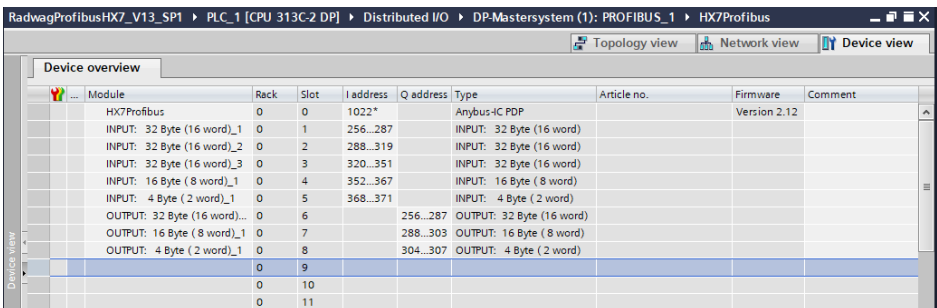 RadwagProfibusHX7_V13_SP1 ▸ PLC_1 [CPU 313C-2 DP] ▸ Distributed I/O ▸ DP-Mastersystem (1): PROFIBUS_1 ▸ HX7Profibus
Topology view Network view Device view
Device overview
... Module Rack Slot I address Q address Type Article no. Firmware Comment
HX7Profibus 0 0 1022* Anybus-IC PDP Version 2.12
INPUT: 32 Byte (16 word)_1 0 1 256...287 INPUT: 32 Byte (16 word)
INPUT: 32 Byte (16 word)_2 0 2 288...319 INPUT: 32 Byte (16 word)
INPUT: 32 Byte (16 word)_3 0 3 320...351 INPUT: 32 Byte (16 word)
INPUT: 16 Byte ( 8 word)_1 0 4 352...367 INPUT: 16 Byte ( 8 word)
INPUT: 4 Byte ( 2 word)_1 0 5 368...371 INPUT: 4 Byte ( 2 word)
OUTPUT: 32 Byte (16 word)... 0 6 256...287 OUTPUT: 32 Byte (16 word)
OUTPUT: 16 Byte ( 8 word)_1 0 7 288...303 OUTPUT: 16 Byte ( 8 word)
OUTPUT: 4 Byte ( 2 word)_1 0 8 304...307 OUTPUT: 4 Byte ( 2 word)
0 9
0 10
0 11
Device view